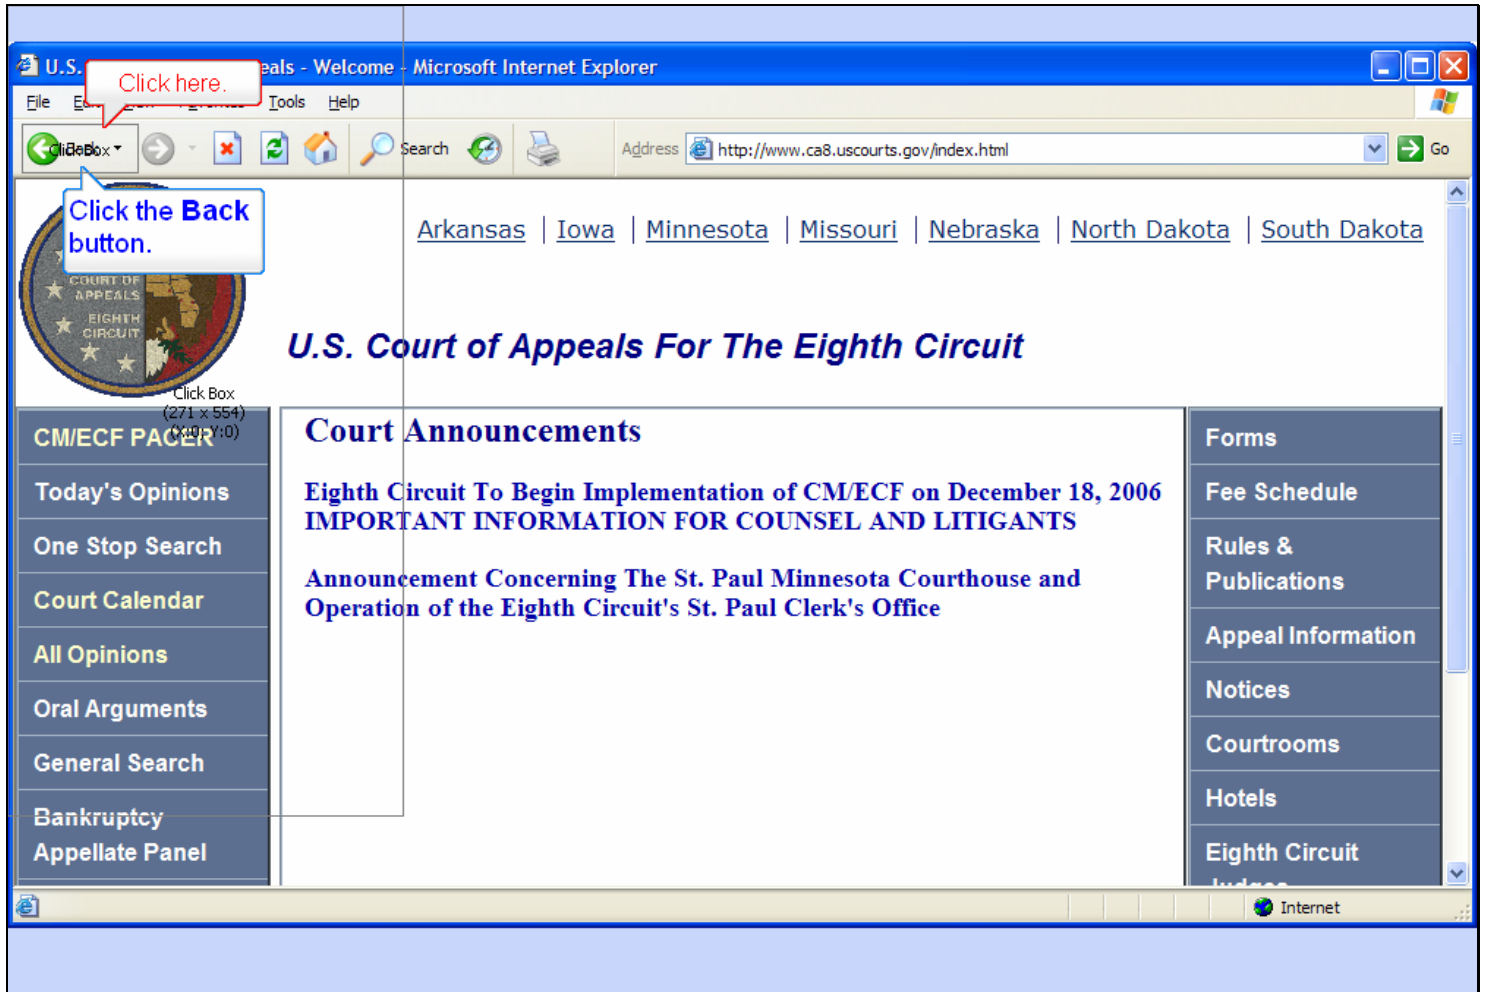 U.S. eals - Welcome - Microsoft Internet Explorer
Click here.
File Tools Help
Click Box
Search
Address http://www.ca8.uscourts.gov/index.html Go
Click the Back
button.
Arkansas | Iowa | Minnesota | Missouri | Nebraska | North Dakota | South Dakota
COURT OF
APPEALS
EIGHTH
CIRCUIT
U.S. Court of Appeals For The Eighth Circuit
Click Box
(271 x 554)
(X:0, Y:0)
CM/ECF PACER
Today's Opinions
One Stop Search
Court Calendar
All Opinions
Oral Arguments
General Search
Bankruptcy
Appellate Panel
Court Announcements
Eighth Circuit To Begin Implementation of CM/ECF on December 18, 2006
IMPORTANT INFORMATION FOR COUNSEL AND LITIGANTS
Announcement Concerning The St. Paul Minnesota Courthouse and
Operation of the Eighth Circuit's St. Paul Clerk's Office
Forms
Fee Schedule
Rules &
Publications
Appeal Information
Notices
Courtrooms
Hotels
Eighth Circuit
Judges
Internet